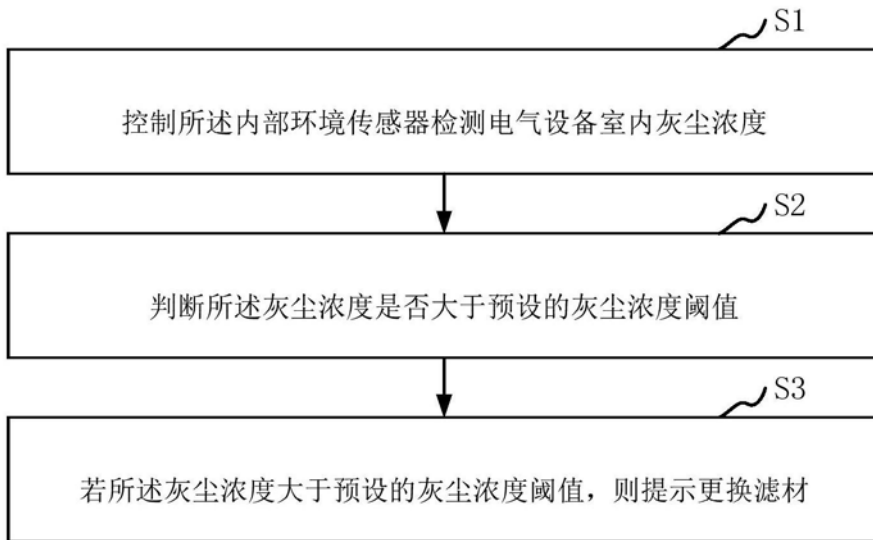 S1
控制所述内部环境传感器检测电气设备室内灰尘浓度
S2
判断所述灰尘浓度是否大于预设的灰尘浓度阈值
S3
若所述灰尘浓度大于预设的灰尘浓度阈值，则提示更换滤材